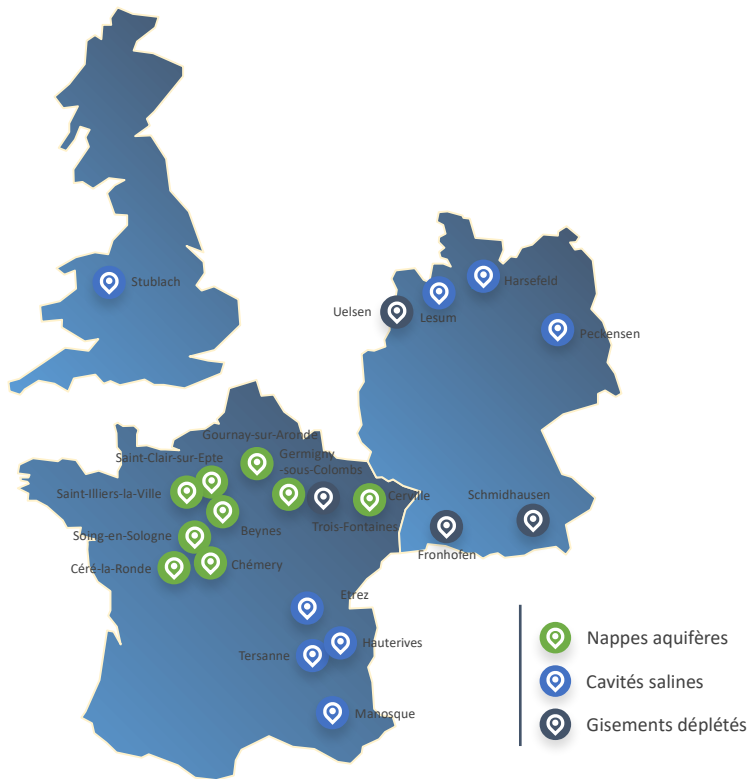 Stublach
Harsefeld
Uelsen
Lesum
Peckensen
Gournay-sur-Aronde
Saint-Clair-sur-Epte
Germigny
-sous-Colombs
Saint-Illiers-la-Ville
Cerville
Schmidhausen
Beynes
Trois-Fontaines
Soing-en-Sologne
Fronhofen
Céré-la-Ronde
Chémery
Etrez
Hauterives
Tersanne
Manosque
Nappes aquifères
Cavités salines
Gisements déplétés